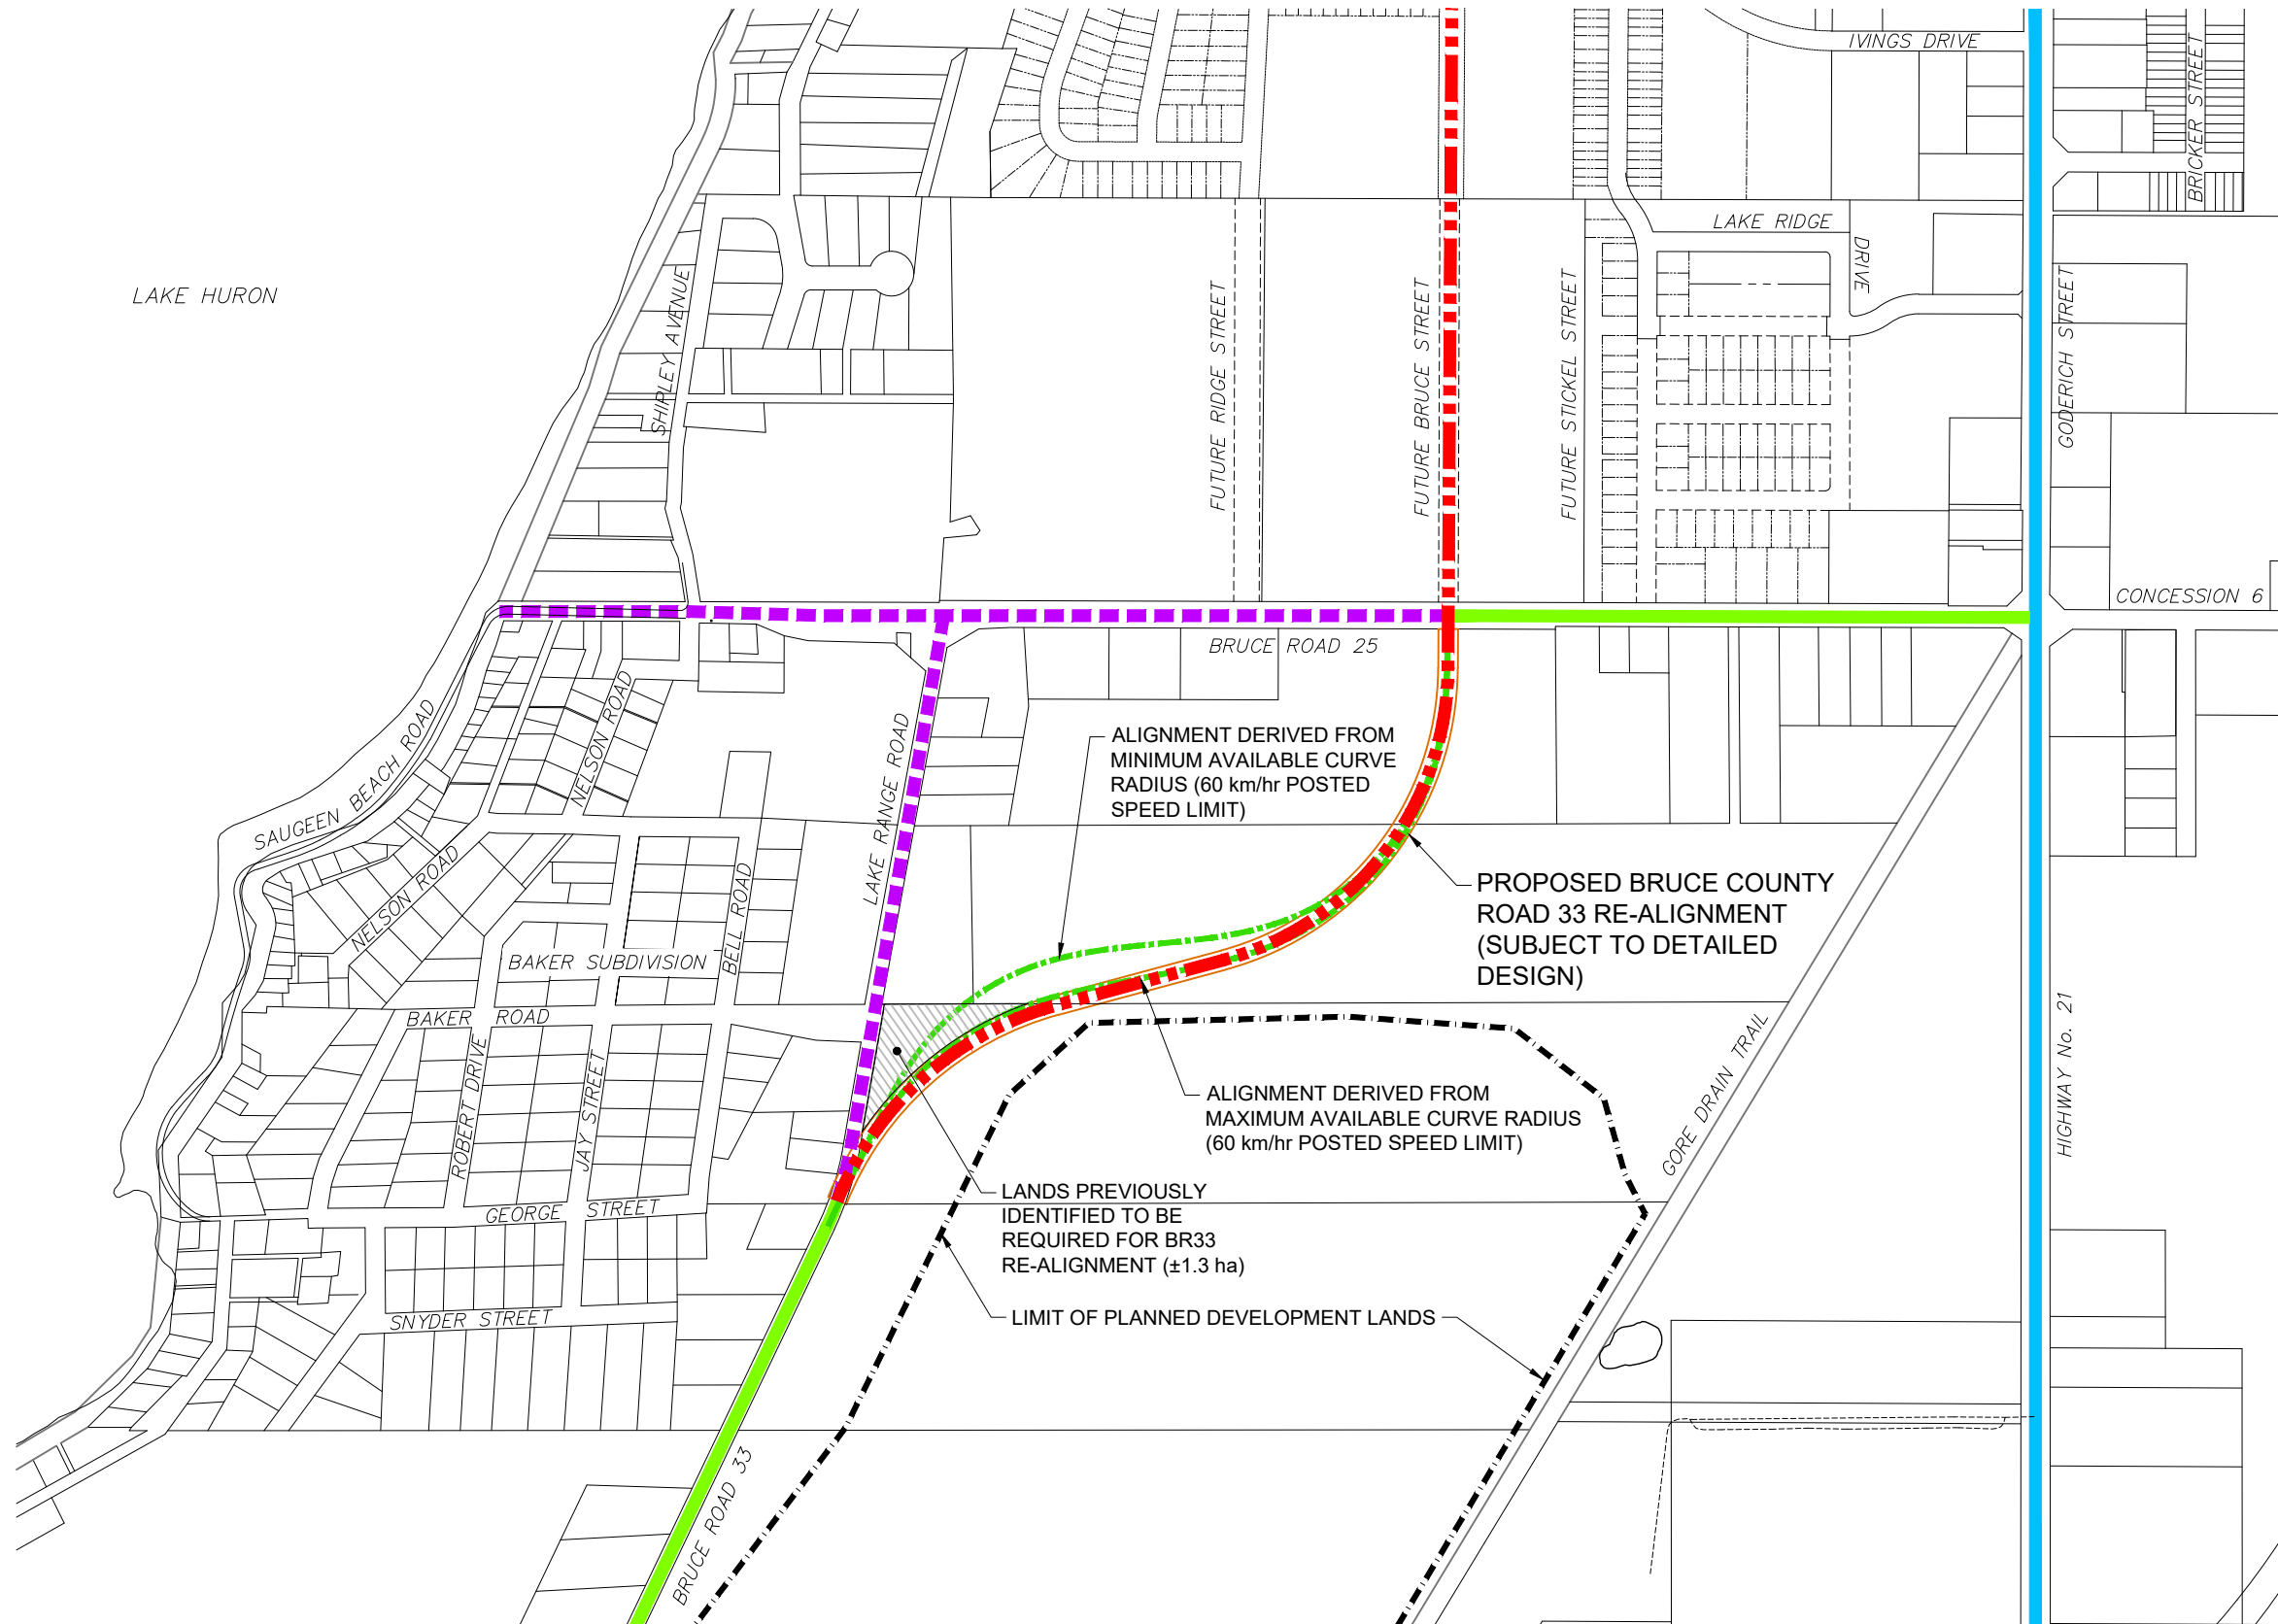 IVINGS DRIVE
BRICKER STREET
LAKE RIDGE
DRIVE
LAKE HURON
SHIPLEY AVENUE
FUTURE RIDGE STREET
FUTURE BRUCE STREET
FUTURE STICKEL STREET
GODERICH STREET
CONCESSION 6
BRUCE ROAD 25
SAUGEEN BEACH ROAD
NELSON ROAD
LAKE RANGE ROAD
ALIGNMENT DERIVED FROM
MINIMUM AVAILABLE CURVE
RADIUS (60 km/hr POSTED
SPEED LIMIT)
NELSON ROAD
BELL ROAD
PROPOSED BRUCE COUNTY
ROAD 33 RE-ALIGNMENT
(SUBJECT TO DETAILED
DESIGN)
BAKER SUBDIVISION
BAKER ROAD
ROBERT DRIVE
JAY STREET
ALIGNMENT DERIVED FROM
MAXIMUM AVAILABLE CURVE RADIUS
(60 km/hr POSTED SPEED LIMIT)
GORE DRAIN TRAIL
HIGHWAY No. 21
GEORGE STREET
LANDS PREVIOUSLY
IDENTIFIED TO BE
REQUIRED FOR BR33
RE-ALIGNMENT (±1.3 ha)
SNYDER STREET
LIMIT OF PLANNED DEVELOPMENT LANDS
BRUCE ROAD 33